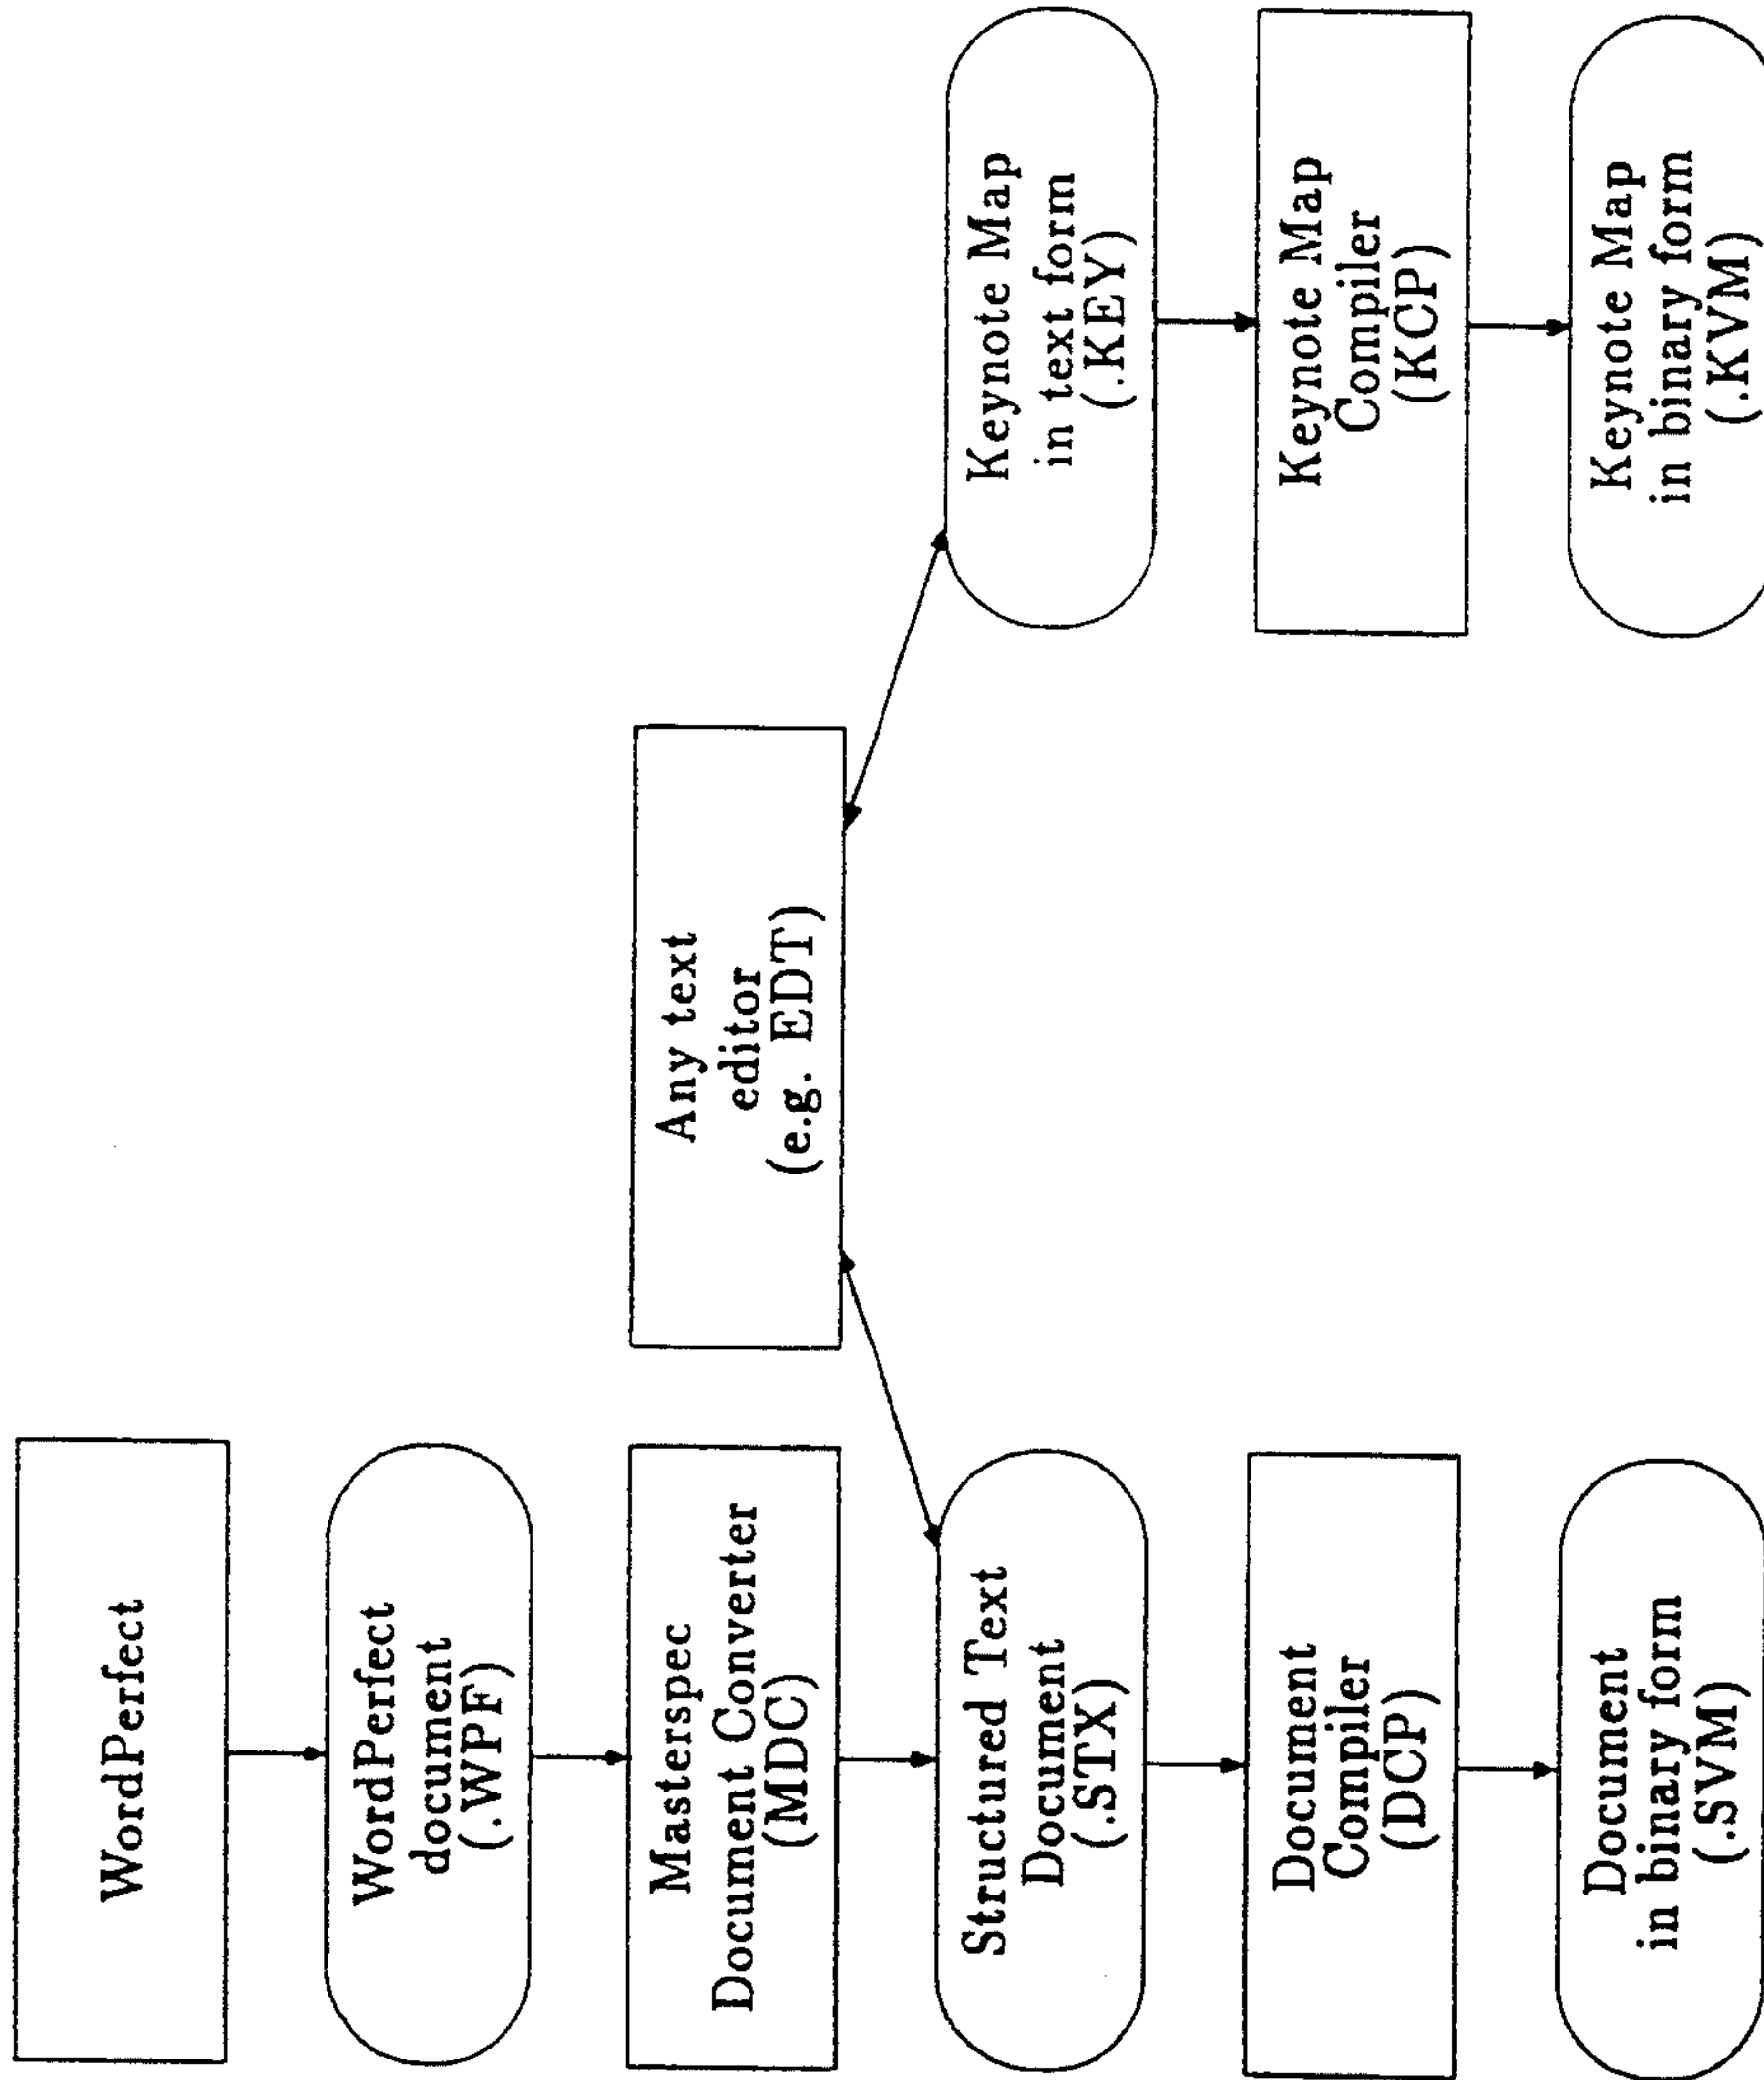 WordPerfect
WordPerfect
document
(.WPF)
Masterspec
Document Converter
(MDC)
Structured Text
Document
(.STX)
Document
Compiler
(DCP)
Document
in binary form
(.SVM)
Any text
editor
(e.g. EDT)
Keynote Map
in text form
(.KEY)
Keynote Map
Compiler
(KCP)
Keynote Map
in binary form
(.KVM)